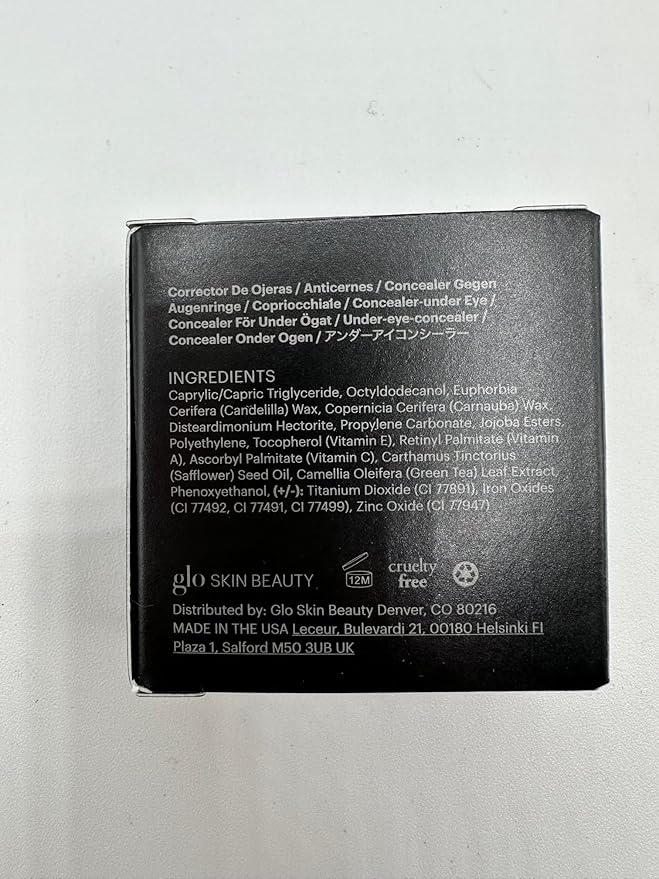 Corrector De Ojeras / Anticernes / Concealer Gegen
Augenringe / Copriocchiaie / Concealer-under Eye /
Concealer För Under Ögat / Under-eye-concealer /
Concealer Onder Ogen / アンダーアイコンシーラー
INGREDIENTS
Caprylic/Capric Triglyceride, Octyldodecanol, Euphorbia
Cerifera (Candelilla) Wax, Copernicia Cerifera (Carnauba) Wax,
Disteardimonium Hectorite, Propylene Carbonate, Jojoba Esters,
Polyethylene, Tocopherol (Vitamin E), Retinyl Palmitate (Vitamin
A), Ascorbyl Palmitate (Vitamin C), Carthamus Tinctorius
(Safflower) Seed Oil, Camellia Oleifera (Green Tea) Leaf Extract,
Phenoxyethanol, (+/-): Titanium Dioxide (CI 77891), Iron Oxides
(CI 77492, CI 77491, CI 77499), Zinc Oxide (CI 77947)
glo SKIN BEAUTY 12M cruelty free
Distributed by: Glo Skin Beauty Denver, CO 80216
MADE IN THE USA Leceur, Bulevardi 21, 00180 Helsinki FI
Plaza 1, Salford M50 3UB UK